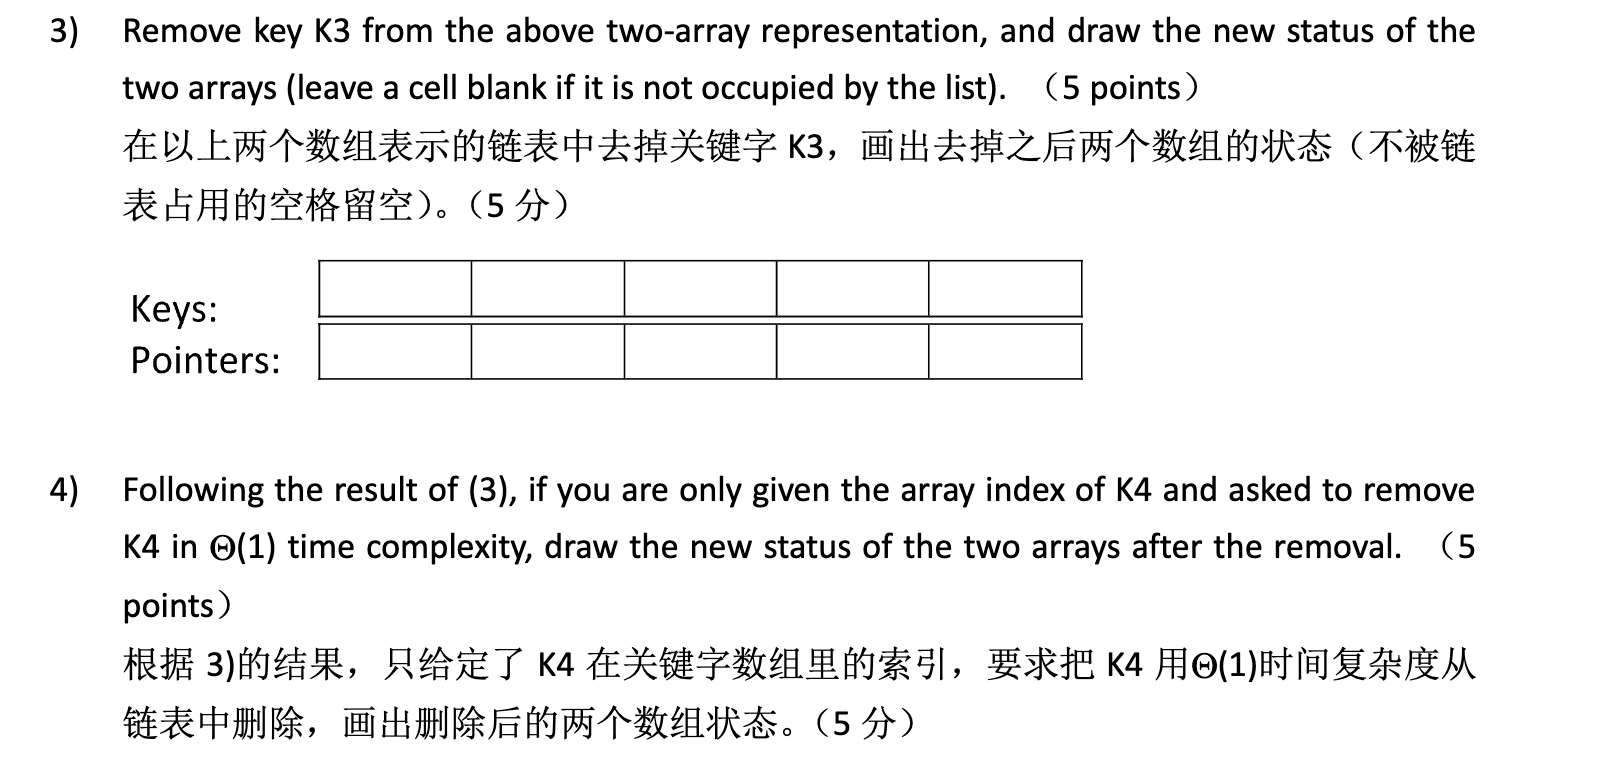 3) Remove key K3 from the above two-array representation, and draw the new status of the
two arrays (leave a cell blank if it is not occupied by the list). （5 points）
在以上两个数组表示的链表中去掉关键字 K3，画出去掉之后两个数组的状态（不被链
表占用的空格留空）。（5 分）
Keys:
Pointers:
4) Following the result of (3), if you are only given the array index of K4 and asked to remove
K4 in Θ(1) time complexity, draw the new status of the two arrays after the removal. （5
points）
根据 3)的结果，只给定了 K4 在关键字数组里的索引，要求把 K4 用Θ(1)时间复杂度从
链表中删除，画出删除后的两个数组状态。（5 分）